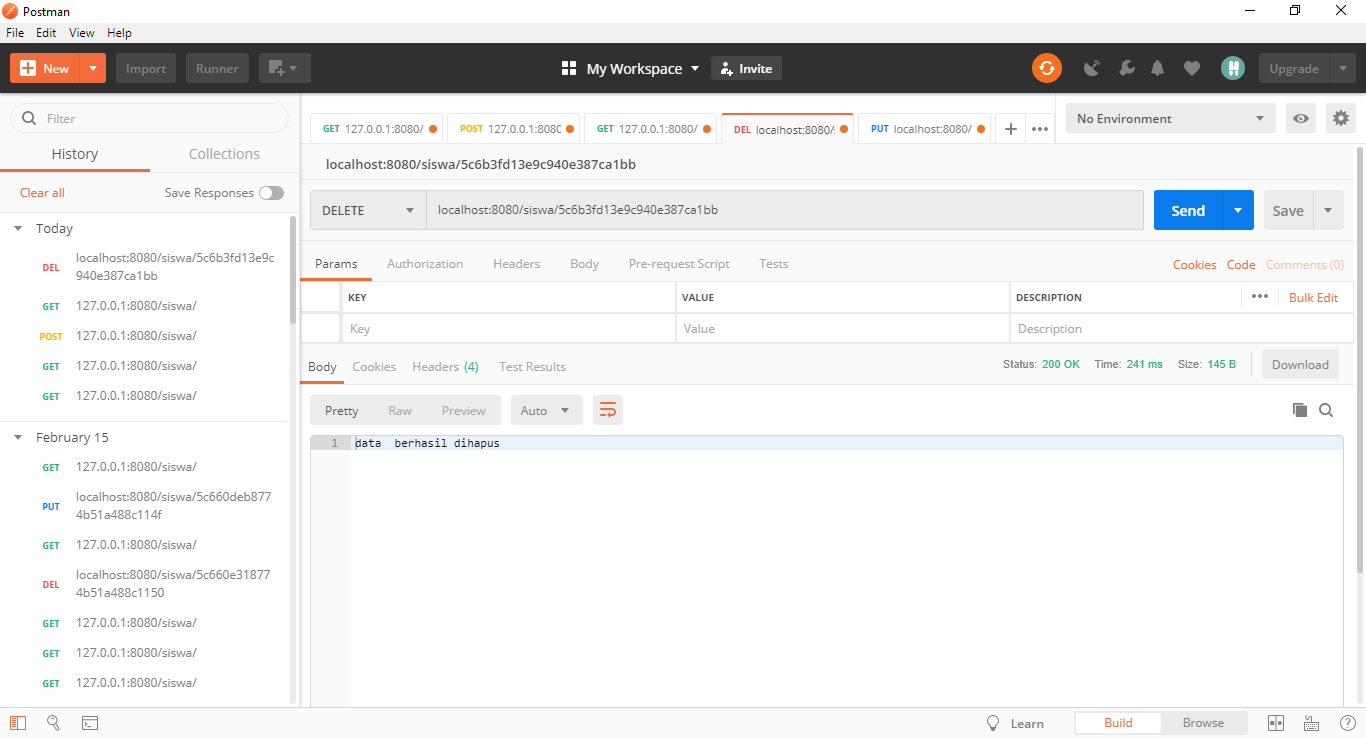 Postman
File Edit View Help
New Import Runner My Workspace Invite Upgrade
Filter
History Collections
Clear all Save Responses
Today
DEL localhost:8080/siswa/5c6b3fd13e9c
940e387ca1bb
GET 127.0.0.1:8080/siswa/
POST 127.0.0.1:8080/siswa/
GET 127.0.0.1:8080/siswa/
GET 127.0.0.1:8080/siswa/
February 15
GET 127.0.0.1:8080/siswa/
PUT localhost:8080/siswa/5c660deb877
4b51a488c114f
GET 127.0.0.1:8080/siswa/
DEL localhost:8080/siswa/5c660e31877
4b51a488c1150
GET 127.0.0.1:8080/siswa/
GET 127.0.0.1:8080/siswa/
GET 127.0.0.1:8080/siswa/
GET 127.0.0.1:8080/ POST 127.0.0.1:8080 GET 127.0.0.1:8080/ DEL localhost:8080/ PUT localhost:8080/ No Environment
localhost:8080/siswa/5c6b3fd13e9c940e387ca1bb
DELETE localhost:8080/siswa/5c6b3fd13e9c940e387ca1bb Send Save
Params Authorization Headers Body Pre-request Script Tests Cookies Code Comments (0)
KEY VALUE DESCRIPTION Bulk Edit
Key Value Description
Body Cookies Headers (4) Test Results Status: 200 OK Time: 241 ms Size: 145 B Download
Pretty Raw Preview Auto
1 data  berhasil dihapus
Learn Build Browse